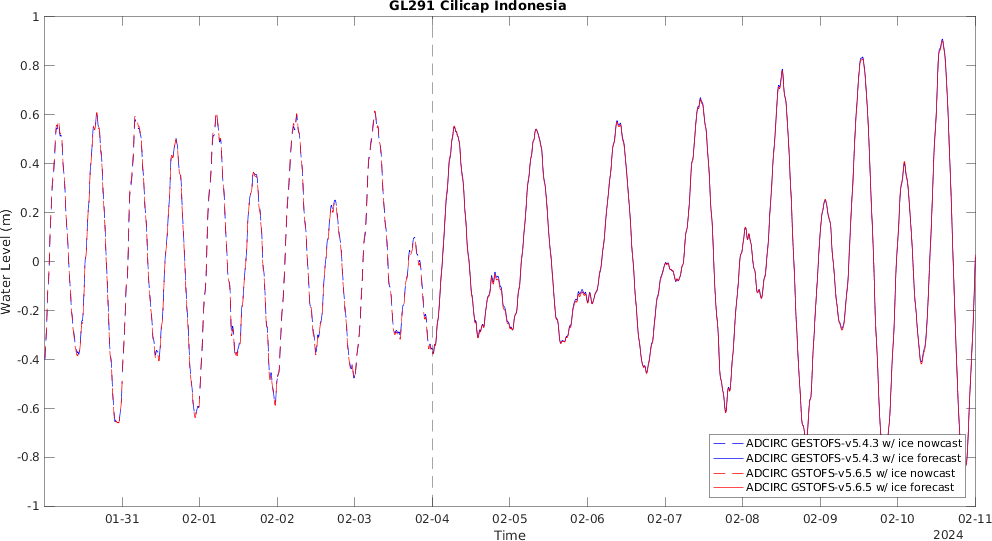 GL291 Cilicap Indonesia
1
0.8
0.6
0.4
0.2
0
-0.2
-0.4
-0.6
-0.8
-1
Water Level (m)
01-31 02-01 02-02 02-03 02-04 02-05 02-06 02-07 02-08 02-09 02-10 02-11
Time
2024
ADCIRC GESTOFS-v5.4.3 w/ ice nowcast
ADCIRC GESTOFS-v5.4.3 w/ ice forecast
ADCIRC GSTOFS-v5.6.5 w/ ice nowcast
ADCIRC GSTOFS-v5.6.5 w/ ice forecast